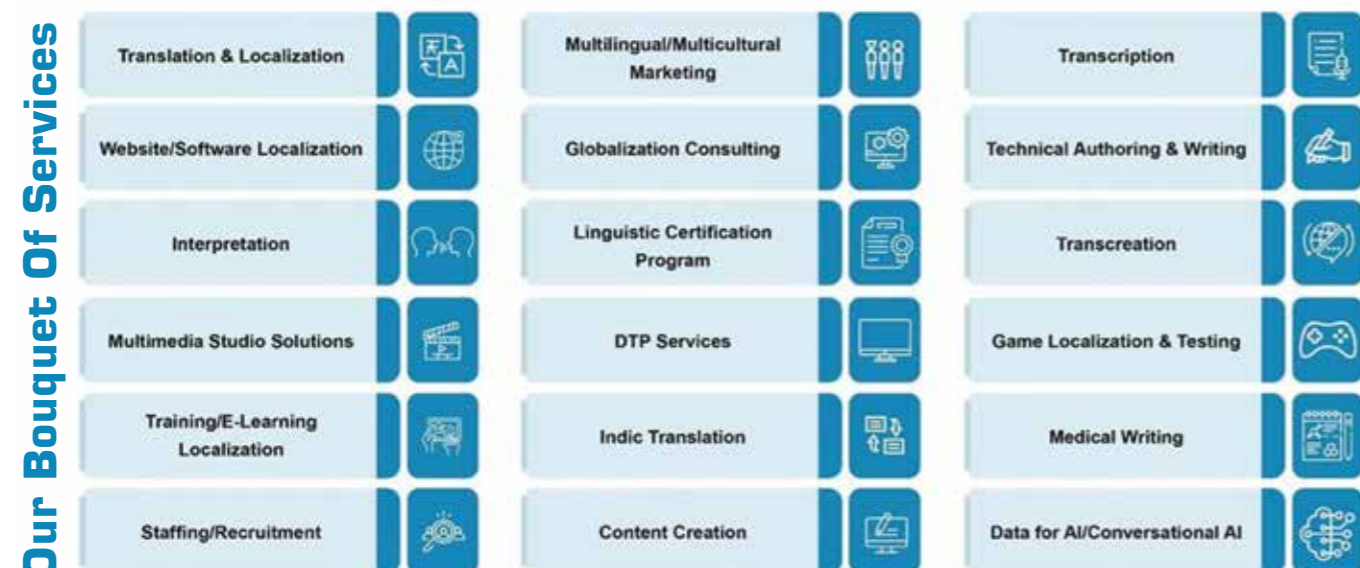 Our Bouquet Of Services
Translation & Localization
Multilingual/Multicultural
Marketing
Transcription
Website/Software Localization
Globalization Consulting
Technical Authoring & Writing
Interpretation
Linguistic Certification
Program
Transcreation
Multimedia Studio Solutions
DTP Services
Game Localization & Testing
Training/E-Learning
Localization
Indic Translation
Medical Writing
Staffing/Recruitment
Content Creation
Data for AI/Conversational AI